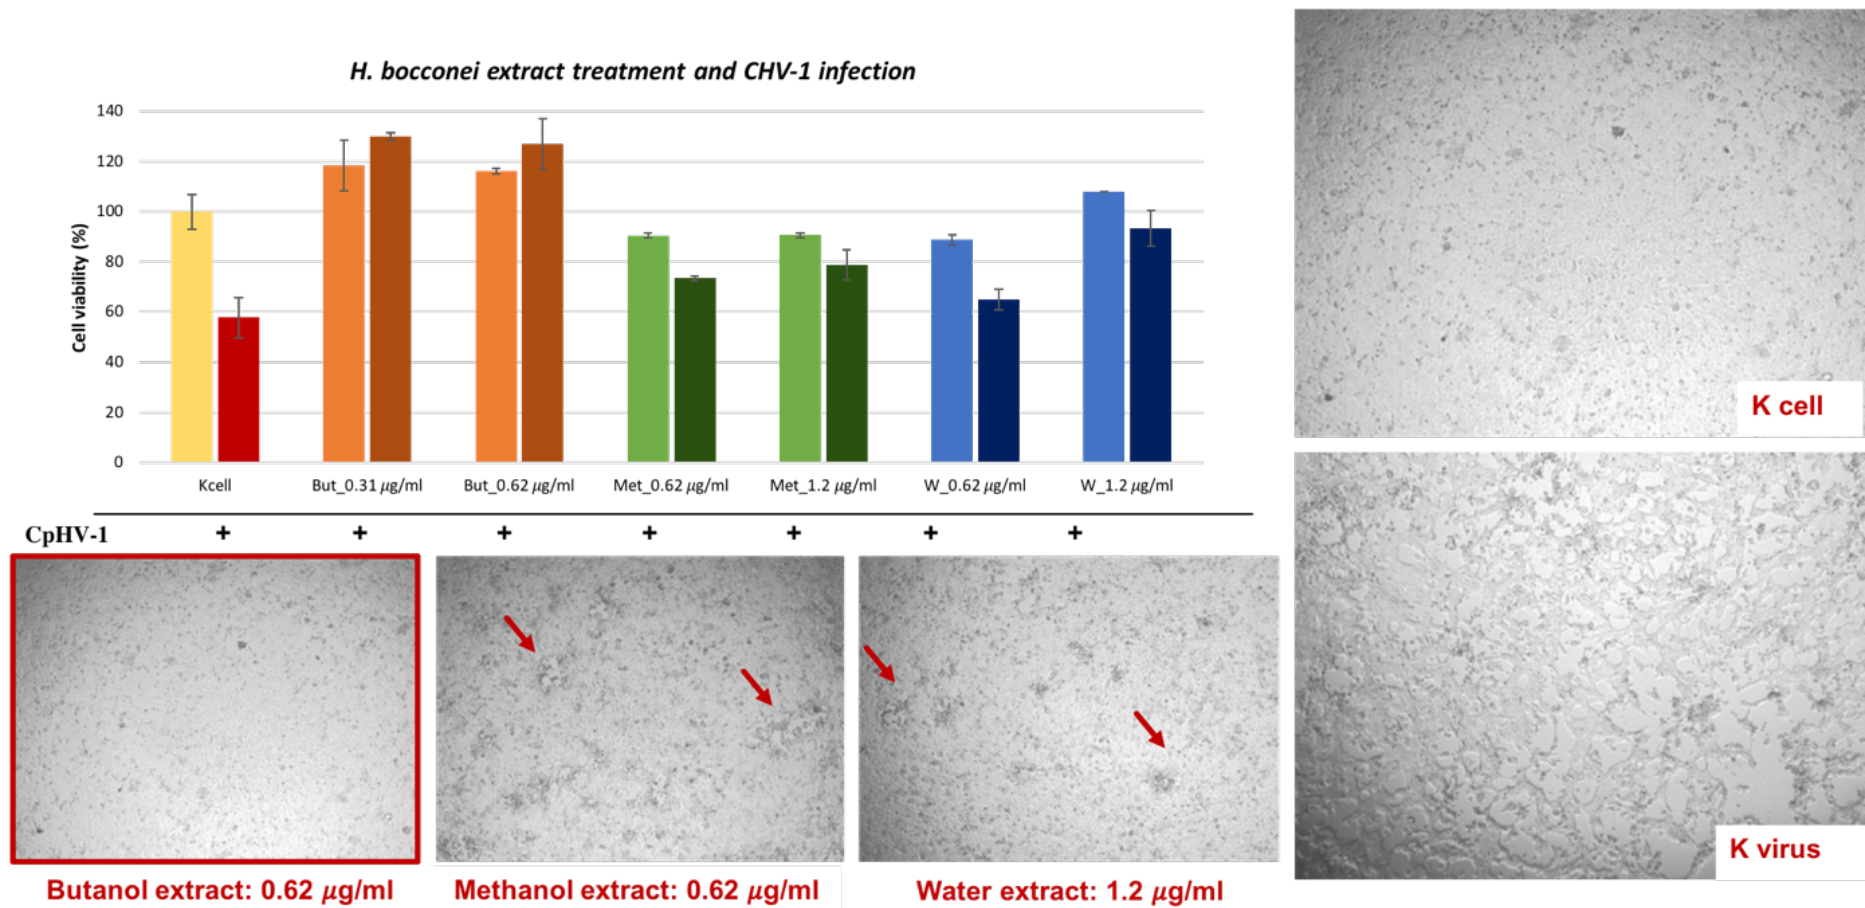 H. bocconei extract treatment and CHV-1 infection
Cell viability (%)
140
120
100
80
60
40
20
0
Kcell But_0.31 μg/ml But_0.62 μg/ml Met_0.62 μg/ml Met_1.2 μg/ml W_0.62 μg/ml W_1.2 μg/ml
CpHV-1 + + + + + + +
K cell
K virus
Butanol extract: 0.62 μg/ml Methanol extract: 0.62 μg/ml Water extract: 1.2 μg/ml